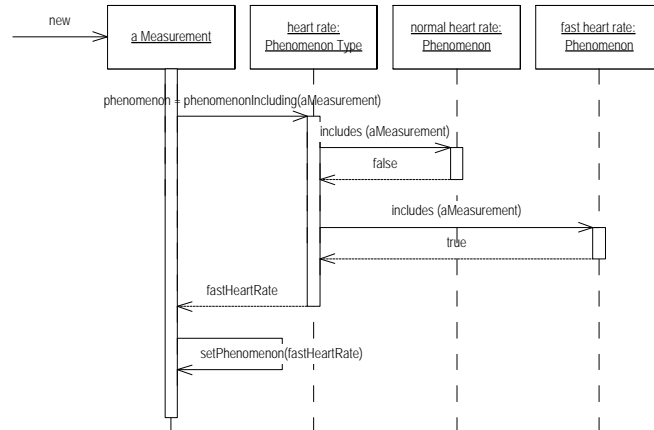 new
a Measurement
heart rate:
Phenomenon Type
normal heart rate:
Phenomenon
fast heart rate:
Phenomenon
phenomenon = phenomenonIncluding(aMeasurement)
includes (aMeasurement)
false
includes (aMeasurement)
true
fastHeartRate
setPhenomenon(fastHeartRate)